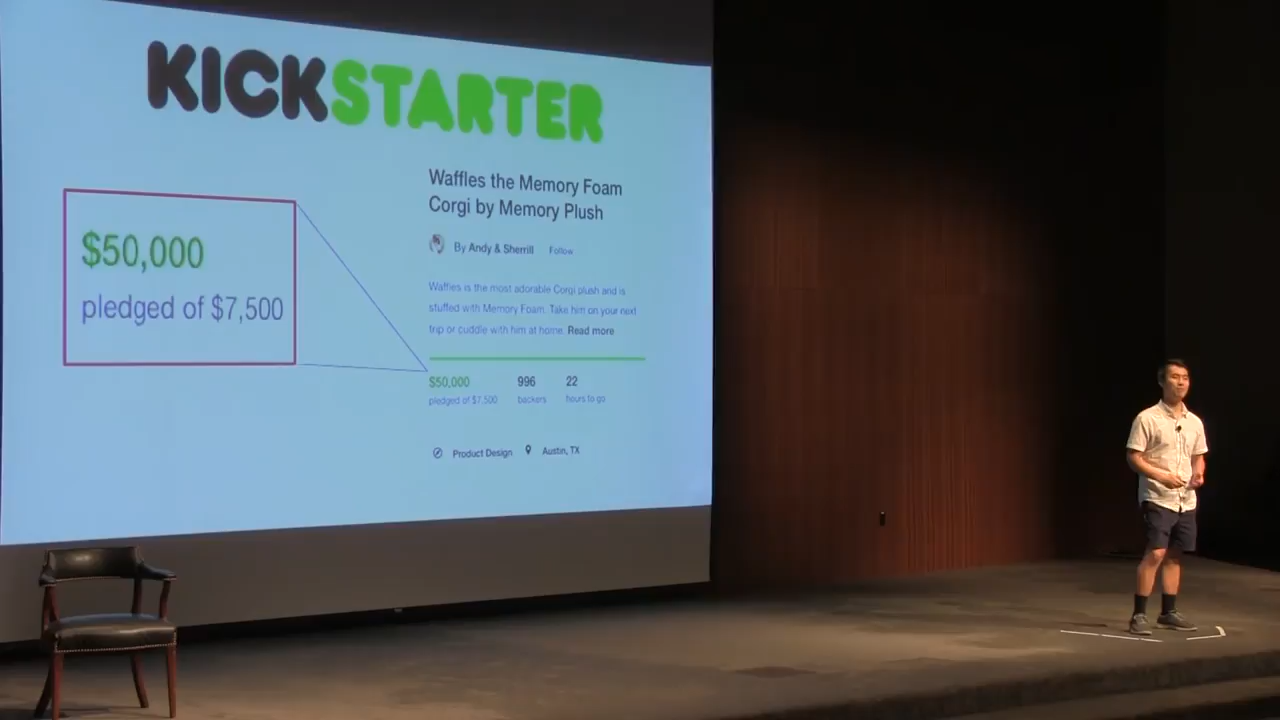 KICKSTARTER
$50,000
pledged of $7,500
Waffles the Memory Foam
Corgi by Memory Plush
By Andy & Sherrill Follow
Waffles is the most adorable Corgi plush and is
stuffed with Memory Foam. Take him on your next
trip or cuddle with him at home. Read more
$50,000 996 22
pledged of $7,500 backers hours to go
Product Design Austin, TX